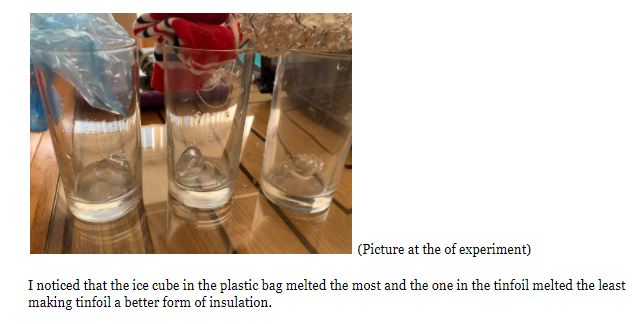 (Picture at the of experiment)
I noticed that the ice cube in the plastic bag melted the most and the one in the tinfoil melted the least
making tinfoil a better form of insulation.